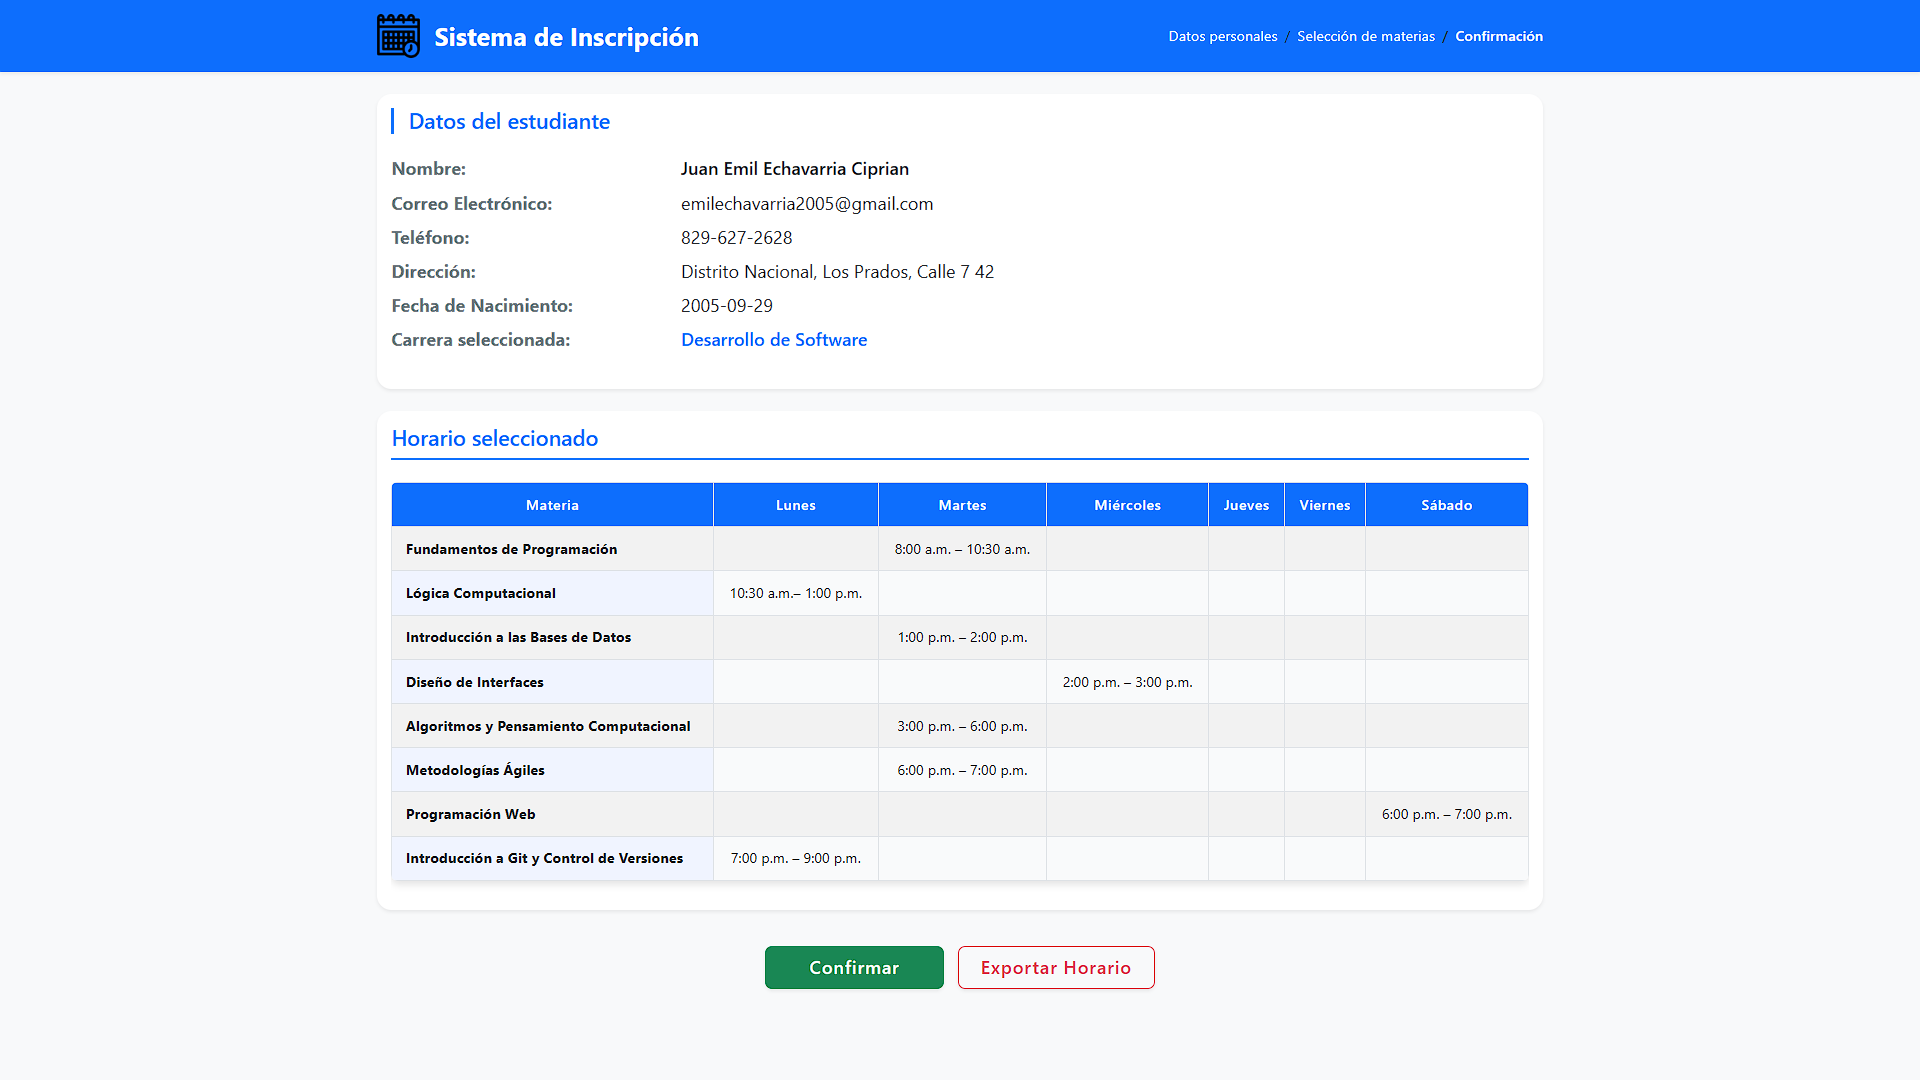 Sistema de Inscripción
Datos personales / Selección de materias / Confirmación
Datos del estudiante
Nombre: Juan Emil Echavarria Ciprian
Correo Electrónico: emilechavarria2005@gmail.com
Teléfono: 829-627-2628
Dirección: Distrito Nacional, Los Prados, Calle 7 42
Fecha de Nacimiento: 2005-09-29
Carrera seleccionada: Desarrollo de Software
Horario seleccionado
Materia Lunes Martes Miércoles Jueves Viernes Sábado
Fundamentos de Programación 8:00 a.m. – 10:30 a.m.
Lógica Computacional 10:30 a.m.– 1:00 p.m.
Introducción a las Bases de Datos 1:00 p.m. – 2:00 p.m.
Diseño de Interfaces 2:00 p.m. – 3:00 p.m.
Algoritmos y Pensamiento Computacional 3:00 p.m. – 6:00 p.m.
Metodologías Ágiles 6:00 p.m. – 7:00 p.m.
Programación Web 6:00 p.m. – 7:00 p.m.
Introducción a Git y Control de Versiones 7:00 p.m. – 9:00 p.m.
Confirmar Exportar Horario